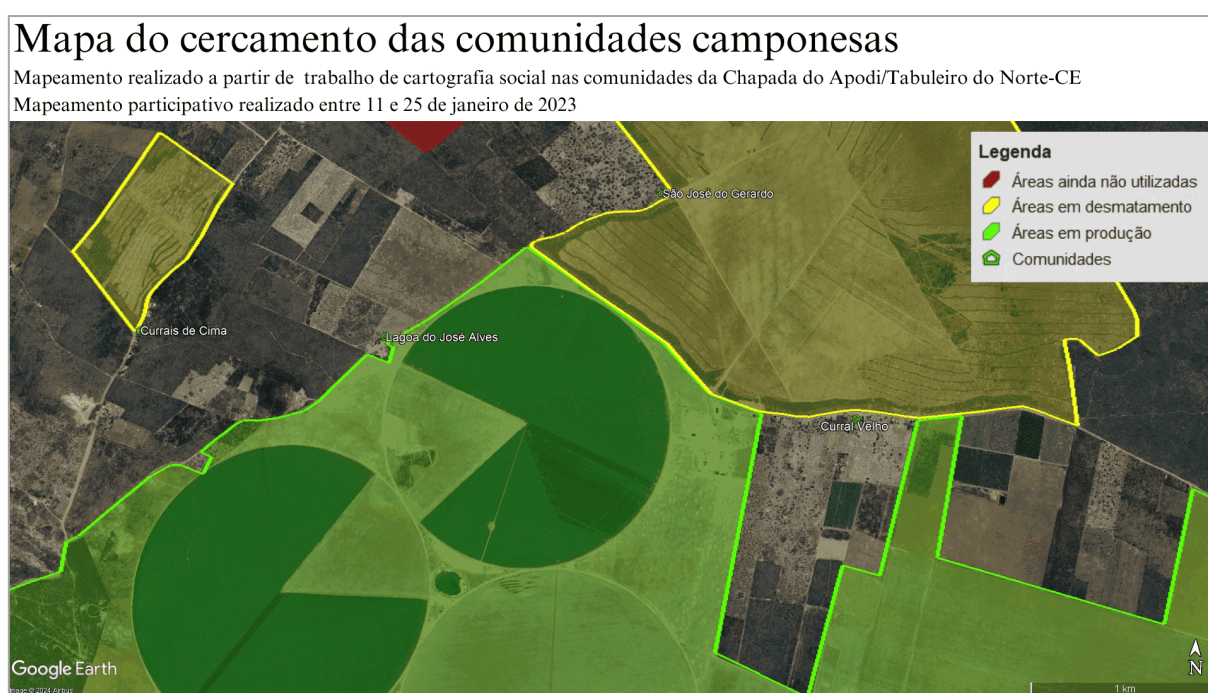 Mapa do cercamento das comunidades camponesas
Mapeamento realizado a partir de trabalho de cartografia social nas comunidades da Chapada do Apodi/Tabuleiro do Norte-CE
Mapeamento participativo realizado entre 11 e 25 de janeiro de 2023
Legenda
Áreas ainda não utilizadas
Áreas em desmatamento
Áreas em produção
Comunidades
São José do Gerardo
Currais de Cima
Lagoa do José Alves
Curral Velho
Google Earth
Image © 2024 Airbus
N
1 km